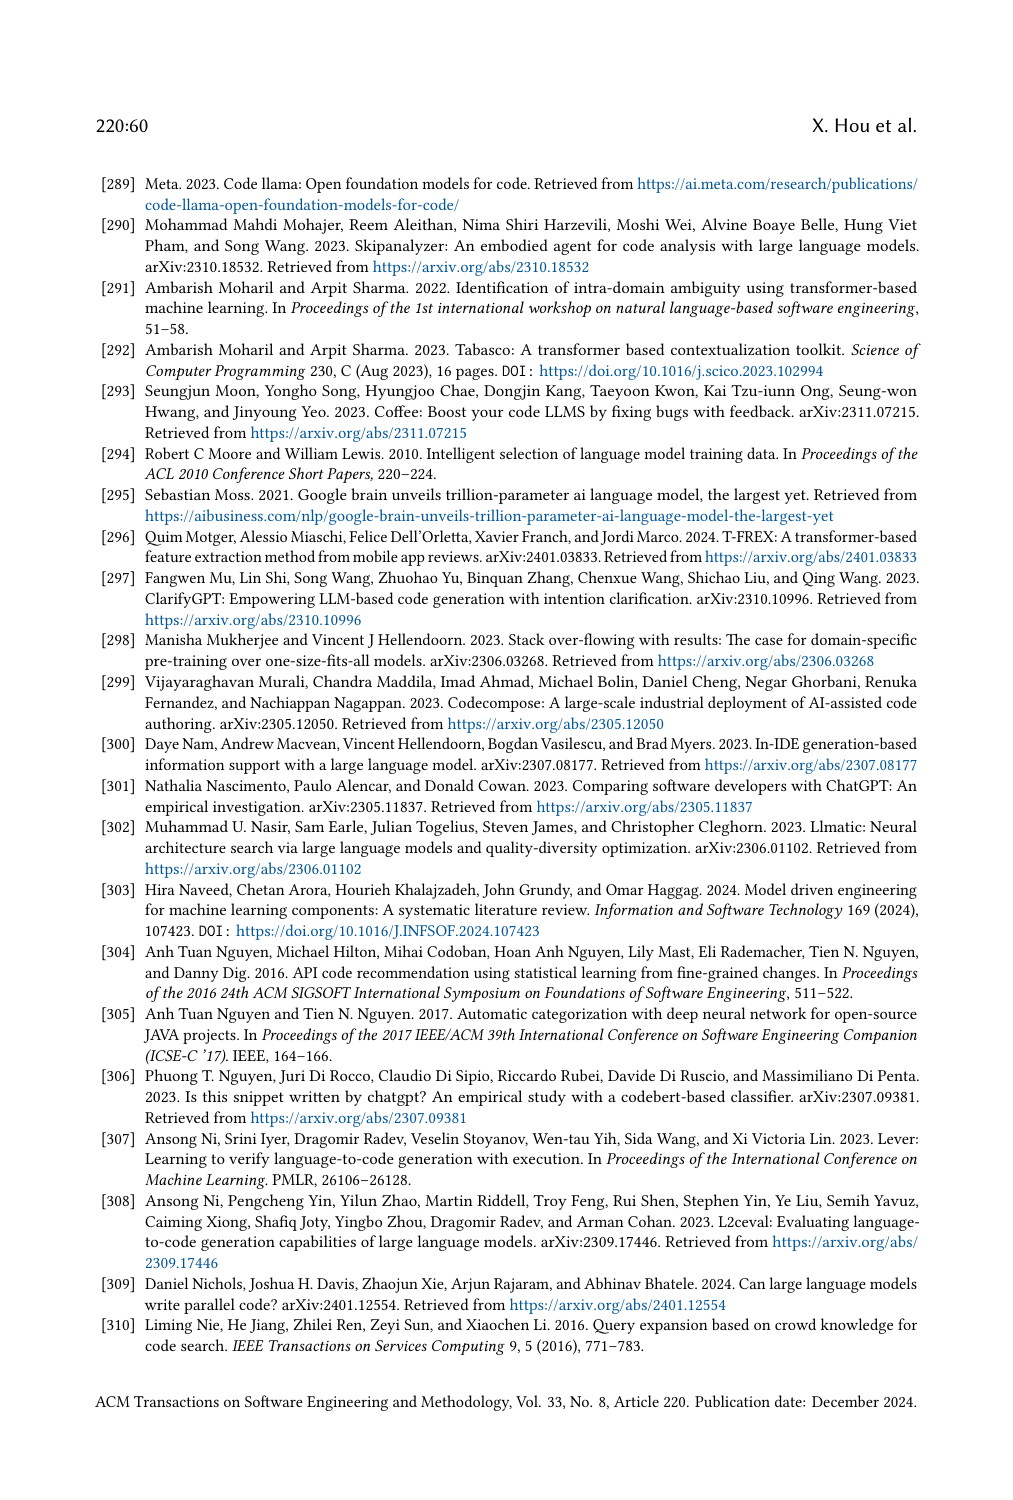 220:60 X. Hou et al.
[289] Meta. 2023. Code llama: Open foundation models for code. Retrieved from https://ai.meta.com/research/publications/
code-llama-open-foundation-models-for-code/
[290] Mohammad Mahdi Mohajer, Reem Aleithan, Nima Shiri Harzevili, Moshi Wei, Alvine Boaye Belle, Hung Viet
Pham, and Song Wang. 2023. Skipanalyzer: An embodied agent for code analysis with large language models.
arXiv:2310.18532. Retrieved from https://arxiv.org/abs/2310.18532
[291] Ambarish Moharil and Arpit Sharma. 2022. Identification of intra-domain ambiguity using transformer-based
machine learning. In Proceedings of the 1st international workshop on natural language-based software engineering,
51–58.
[292] Ambarish Moharil and Arpit Sharma. 2023. Tabasco: A transformer based contextualization toolkit. Science of
Computer Programming 230, C (Aug 2023), 16 pages. DOI: https://doi.org/10.1016/j.scico.2023.102994
[293] Seungjun Moon, Yongho Song, Hyungjoo Chae, Dongjin Kang, Taeyoon Kwon, Kai Tzu-iunn Ong, Seung-won
Hwang, and Jinyoung Yeo. 2023. Coffee: Boost your code LLMS by fixing bugs with feedback. arXiv:2311.07215.
Retrieved from https://arxiv.org/abs/2311.07215
[294] Robert C Moore and William Lewis. 2010. Intelligent selection of language model training data. In Proceedings of the
ACL 2010 Conference Short Papers, 220–224.
[295] Sebastian Moss. 2021. Google brain unveils trillion-parameter ai language model, the largest yet. Retrieved from
https://aibusiness.com/nlp/google-brain-unveils-trillion-parameter-ai-language-model-the-largest-yet
[296] Quim Motger, Alessio Miaschi, Felice Dell'Orletta, Xavier Franch, and Jordi Marco. 2024. T-FREX: A transformer-based
feature extraction method from mobile app reviews. arXiv:2401.03833. Retrieved from https://arxiv.org/abs/2401.03833
[297] Fangwen Mu, Lin Shi, Song Wang, Zhuohao Yu, Binquan Zhang, Chenxue Wang, Shichao Liu, and Qing Wang. 2023.
ClarifyGPT: Empowering LLM-based code generation with intention clarification. arXiv:2310.10996. Retrieved from
https://arxiv.org/abs/2310.10996
[298] Manisha Mukherjee and Vincent J Hellendoorn. 2023. Stack over-flowing with results: The case for domain-specific
pre-training over one-size-fits-all models. arXiv:2306.03268. Retrieved from https://arxiv.org/abs/2306.03268
[299] Vijayaraghavan Murali, Chandra Maddila, Imad Ahmad, Michael Bolin, Daniel Cheng, Negar Ghorbani, Renuka
Fernandez, and Nachiappan Nagappan. 2023. Codecompose: A large-scale industrial deployment of AI-assisted code
authoring. arXiv:2305.12050. Retrieved from https://arxiv.org/abs/2305.12050
[300] Daye Nam, Andrew Macvean, Vincent Hellendoorn, Bogdan Vasilescu, and Brad Myers. 2023. In-IDE generation-based
information support with a large language model. arXiv:2307.08177. Retrieved from https://arxiv.org/abs/2307.08177
[301] Nathalia Nascimento, Paulo Alencar, and Donald Cowan. 2023. Comparing software developers with ChatGPT: An
empirical investigation. arXiv:2305.11837. Retrieved from https://arxiv.org/abs/2305.11837
[302] Muhammad U. Nasir, Sam Earle, Julian Togelius, Steven James, and Christopher Cleghorn. 2023. Llmatic: Neural
architecture search via large language models and quality-diversity optimization. arXiv:2306.01102. Retrieved from
https://arxiv.org/abs/2306.01102
[303] Hira Naveed, Chetan Arora, Hourieh Khalajzadeh, John Grundy, and Omar Haggag. 2024. Model driven engineering
for machine learning components: A systematic literature review. Information and Software Technology 169 (2024),
107423. DOI: https://doi.org/10.1016/J.INFSOF.2024.107423
[304] Anh Tuan Nguyen, Michael Hilton, Mihai Codoban, Hoan Anh Nguyen, Lily Mast, Eli Rademacher, Tien N. Nguyen,
and Danny Dig. 2016. API code recommendation using statistical learning from fine-grained changes. In Proceedings
of the 2016 24th ACM SIGSOFT International Symposium on Foundations of Software Engineering, 511–522.
[305] Anh Tuan Nguyen and Tien N. Nguyen. 2017. Automatic categorization with deep neural network for open-source
JAVA projects. In Proceedings of the 2017 IEEE/ACM 39th International Conference on Software Engineering Companion
(ICSE-C '17). IEEE, 164–166.
[306] Phuong T. Nguyen, Juri Di Rocco, Claudio Di Sipio, Riccardo Rubei, Davide Di Ruscio, and Massimiliano Di Penta.
2023. Is this snippet written by chatgpt? An empirical study with a codebert-based classifier. arXiv:2307.09381.
Retrieved from https://arxiv.org/abs/2307.09381
[307] Ansong Ni, Srini Iyer, Dragomir Radev, Veselin Stoyanov, Wen-tau Yih, Sida Wang, and Xi Victoria Lin. 2023. Lever:
Learning to verify language-to-code generation with execution. In Proceedings of the International Conference on
Machine Learning. PMLR, 26106–26128.
[308] Ansong Ni, Pengcheng Yin, Yilun Zhao, Martin Riddell, Troy Feng, Rui Shen, Stephen Yin, Ye Liu, Semih Yavuz,
Caiming Xiong, Shafiq Joty, Yingbo Zhou, Dragomir Radev, and Arman Cohan. 2023. L2ceval: Evaluating language-
to-code generation capabilities of large language models. arXiv:2309.17446. Retrieved from https://arxiv.org/abs/
2309.17446
[309] Daniel Nichols, Joshua H. Davis, Zhaojun Xie, Arjun Rajaram, and Abhinav Bhatele. 2024. Can large language models
write parallel code? arXiv:2401.12554. Retrieved from https://arxiv.org/abs/2401.12554
[310] Liming Nie, He Jiang, Zhilei Ren, Zeyi Sun, and Xiaochen Li. 2016. Query expansion based on crowd knowledge for
code search. IEEE Transactions on Services Computing 9, 5 (2016), 771–783.
ACM Transactions on Software Engineering and Methodology, Vol. 33, No. 8, Article 220. Publication date: December 2024.